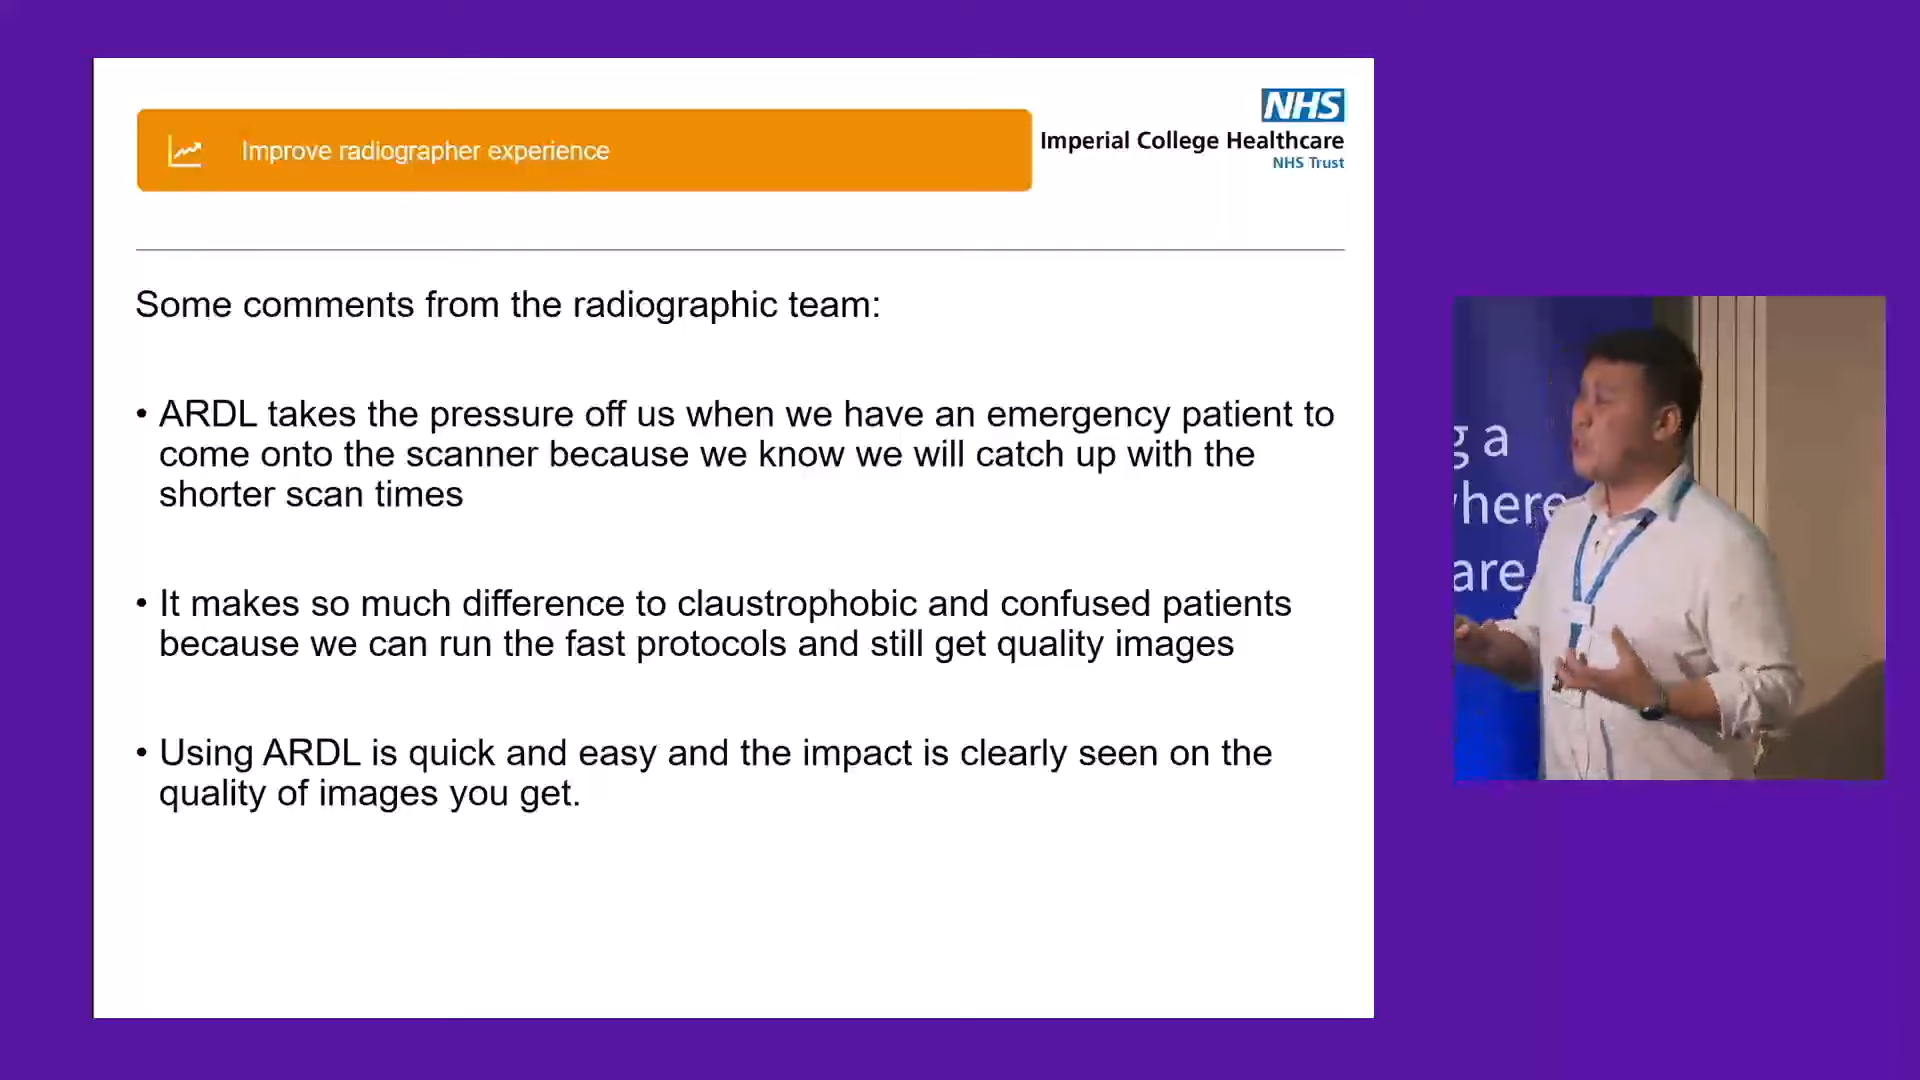 Improve radiographer experience
NHS
Imperial College Healthcare
NHS Trust
Some comments from the radiographic team:
• ARDL takes the pressure off us when we have an emergency patient to
come onto the scanner because we know we will catch up with the
shorter scan times
• It makes so much difference to claustrophobic and confused patients
because we can run the fast protocols and still get quality images
• Using ARDL is quick and easy and the impact is clearly seen on the
quality of images you get.
g a
here
are